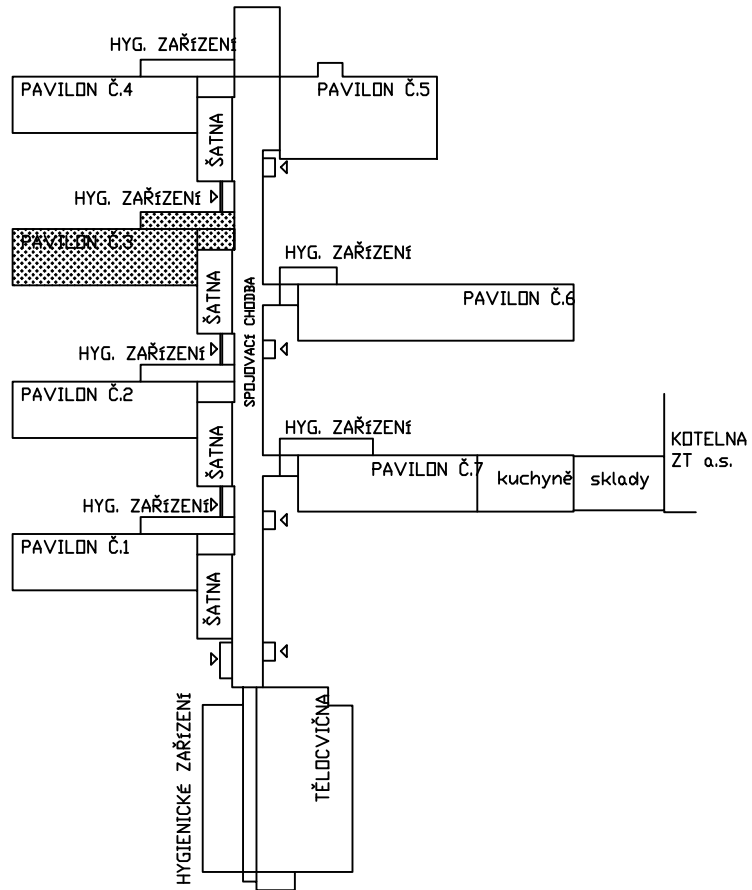 HYG. ZAŘíZENí
PAVILON Č.4
PAVILON Č.5
ŠATNA
HYG. ZAŘíZENí
PAVILON Č.3
HYG. ZAŘíZENí
ŠATNA
SPOJOVACí CHODBA
PAVILON Č.6
HYG. ZAŘíZENí
PAVILON Č.2
ŠATNA
HYG. ZAŘíZENí
PAVILON Č.7
kuchyně
sklady
KOTELNA
ZT a.s.
HYG. ZAŘíZENí
PAVILON Č.1
ŠATNA
HYGIENICKÉ ZAŘíZENí
TĚLOCVIČNA